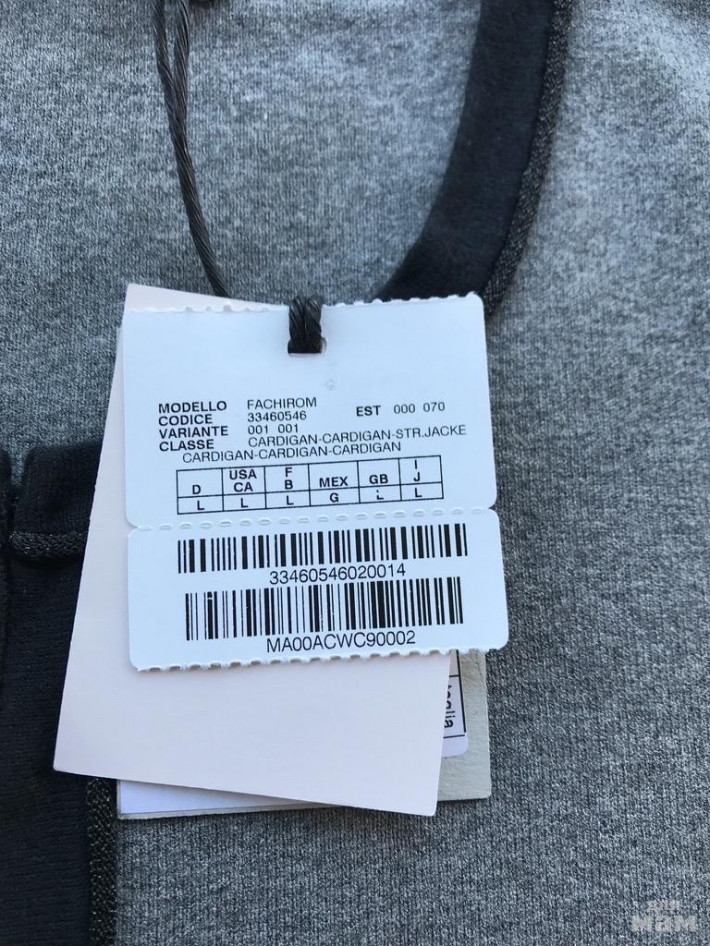 MODELLO FACHIROM
CODICE 33460546 EST 000 070
VARIANTE 001 001
CLASSE CARDIGAN-CARDIGAN-STR.JACKE
CARDIGAN-CARDIGAN-CARDIGAN
D USA CA F B MEX GB I J
L L L G L L
33460546020014
MA00ACWC90002